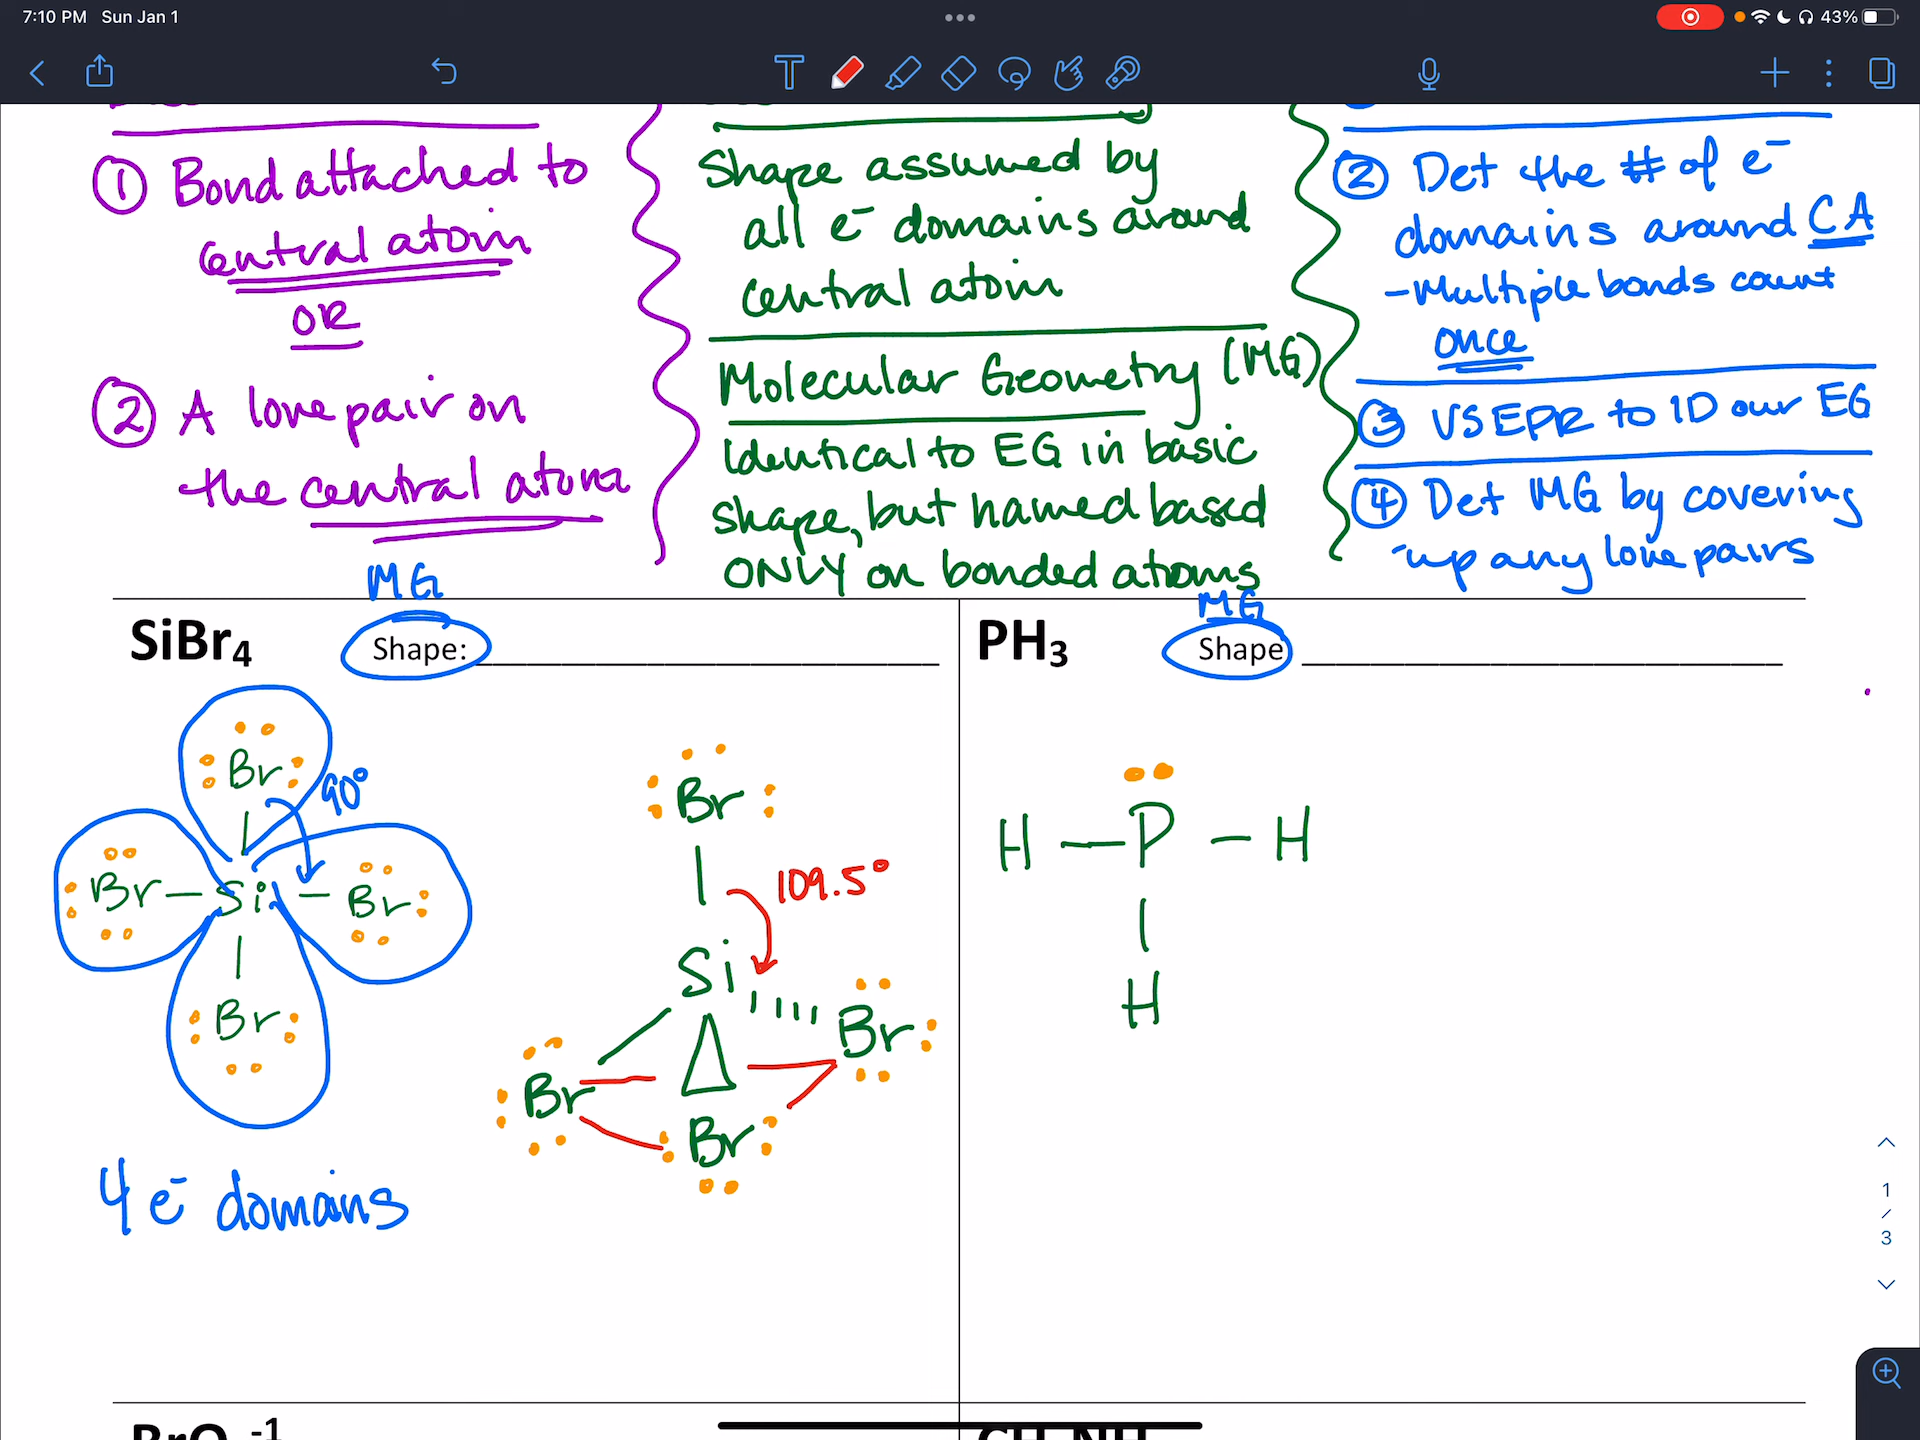 7:10 PM Sun Jan 1
43%
① Bond attached to
central atom
OR
② A lone pair on
the central atom
Shape assumed by
all e⁻ domains around
central atom
Molecular Geometry (MG)
Identical to EG in basic
shape, but named based
ONLY on bonded atoms
② Det the # of e⁻
domains around CA
-Multiple bonds count
once
③ VSEPR to ID our EG
④ Det MG by covering
up any lone pairs
MG
SiBr₄ Shape: ______
Br
90°
Br — Si — Br
Br
4 e⁻ domains
Br
109.5°
Si
Br
Br
Br
MG
PH₃ Shape ______
H — P — H
H
1
/
3